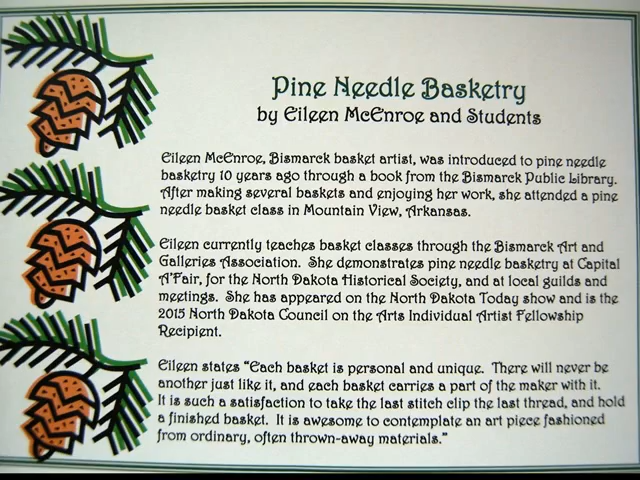 Pine Needle Basketry
by Eileen McEnroe and Students
Eileen McEnroe, Bismarck basket artist, was introduced to pine needle
basketry 10 years ago through a book from the Bismarck Public Library.
After making several baskets and enjoying her work, she attended a pine
needle basket class in Mountain View, Arkansas.
Eileen currently teaches basket classes through the Bismarck Art and
Galleries Association. She demonstrates pine needle basketry at Capital
A'Fair, for the North Dakota Historical Society, and at local guilds and
meetings. She has appeared on the North Dakota Today show and is the
2015 North Dakota Council on the Arts Individual Artist Fellowship
Recipient.
Eileen states "Each basket is personal and unique. There will never be
another just like it, and each basket carries a part of the maker with it.
It is such a satisfaction to take the last stitch clip the last thread, and hold
a finished basket. It is awesome to contemplate an art piece fashioned
from ordinary, often thrown-away materials."